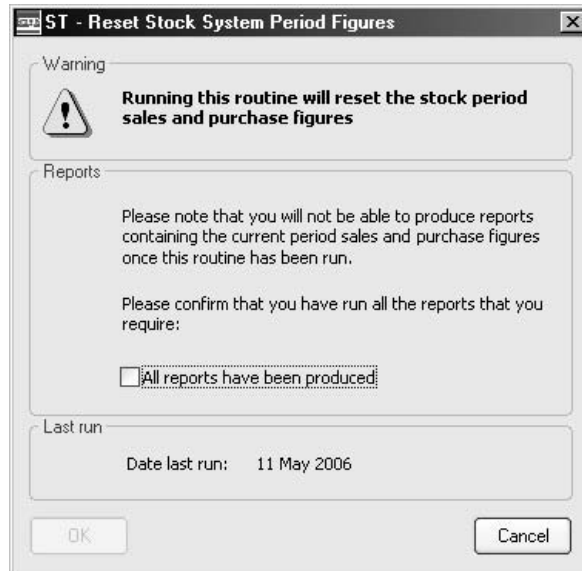 ST - Reset Stock System Period Figures
Warning
Running this routine will reset the stock period
sales and purchase figures
Reports
Please note that you will not be able to produce reports
containing the current period sales and purchase figures
once this routine has been run.
Please confirm that you have run all the reports that you
require:
All reports have been produced
Last run
Date last run: 11 May 2006
OK
Cancel